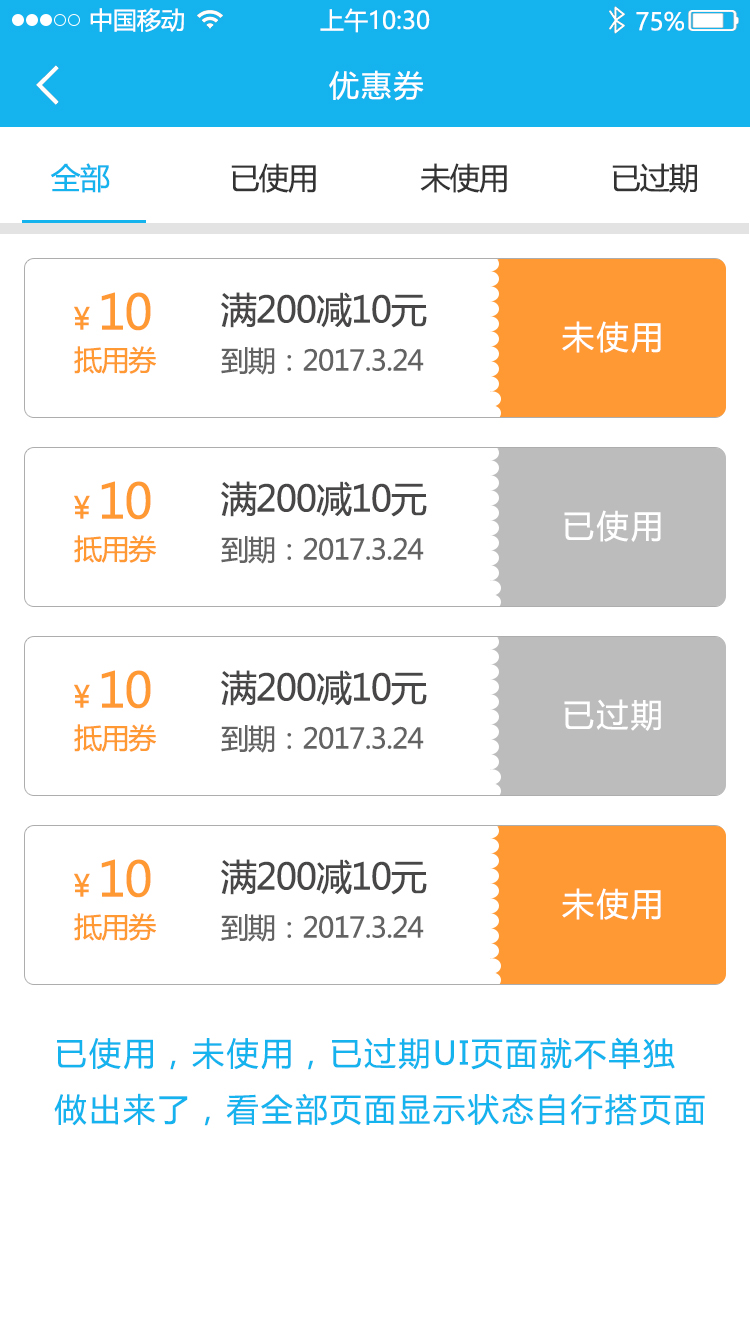 中国移动 上午10:30 75%
优惠券
全部 已使用 未使用 已过期
¥10 满200减10元
抵用券 到期：2017.3.24
未使用
¥10 满200减10元
抵用券 到期：2017.3.24
已使用
¥10 满200减10元
抵用券 到期：2017.3.24
已过期
¥10 满200减10元
抵用券 到期：2017.3.24
未使用
已使用，未使用，已过期UI页面就不单独
做出来了，看全部页面显示状态自行搭页面